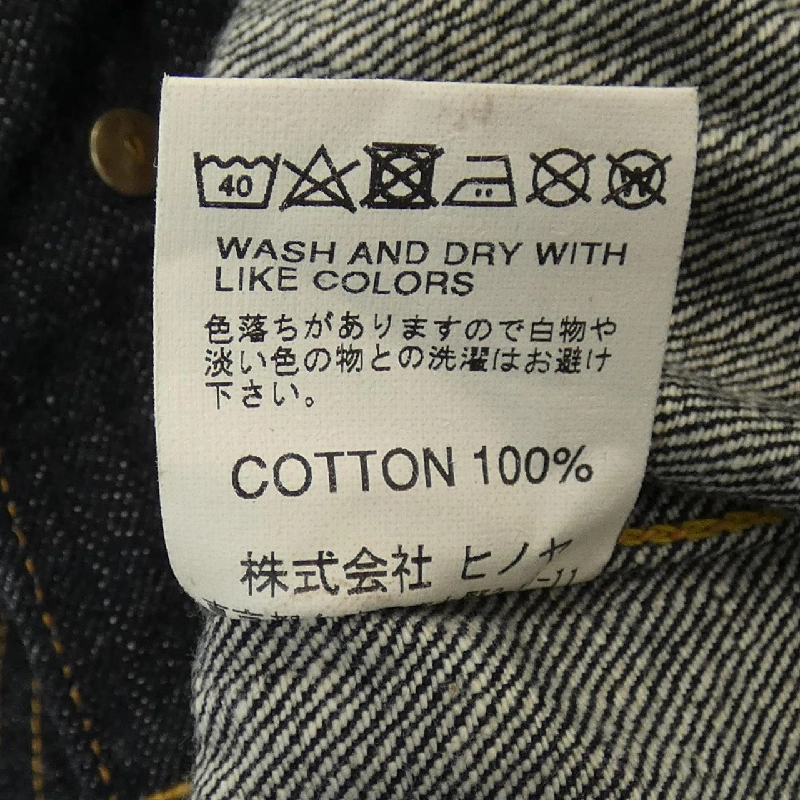 40
W
WASH AND DRY WITH
LIKE COLORS
色落ちがありますので白物や
淡い色の物との洗濯はお避け
下さい。
COTTON 100%
株式会社 ヒノヤ